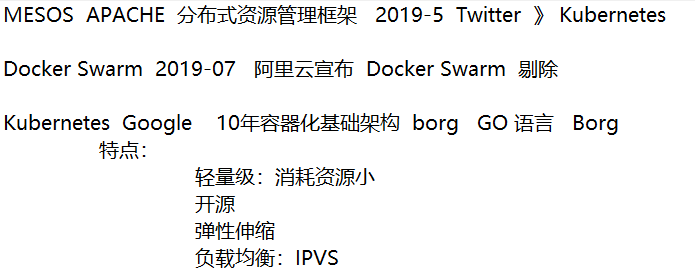 MESOS APACHE 分布式资源管理框架 2019-5 Twitter 》 Kubernetes
Docker Swarm 2019-07 阿里云宣布 Docker Swarm 剔除
Kubernetes Google 10年容器化基础架构 borg GO 语言 Borg
特点：
轻量级：消耗资源小
开源
弹性伸缩
负载均衡：IPVS